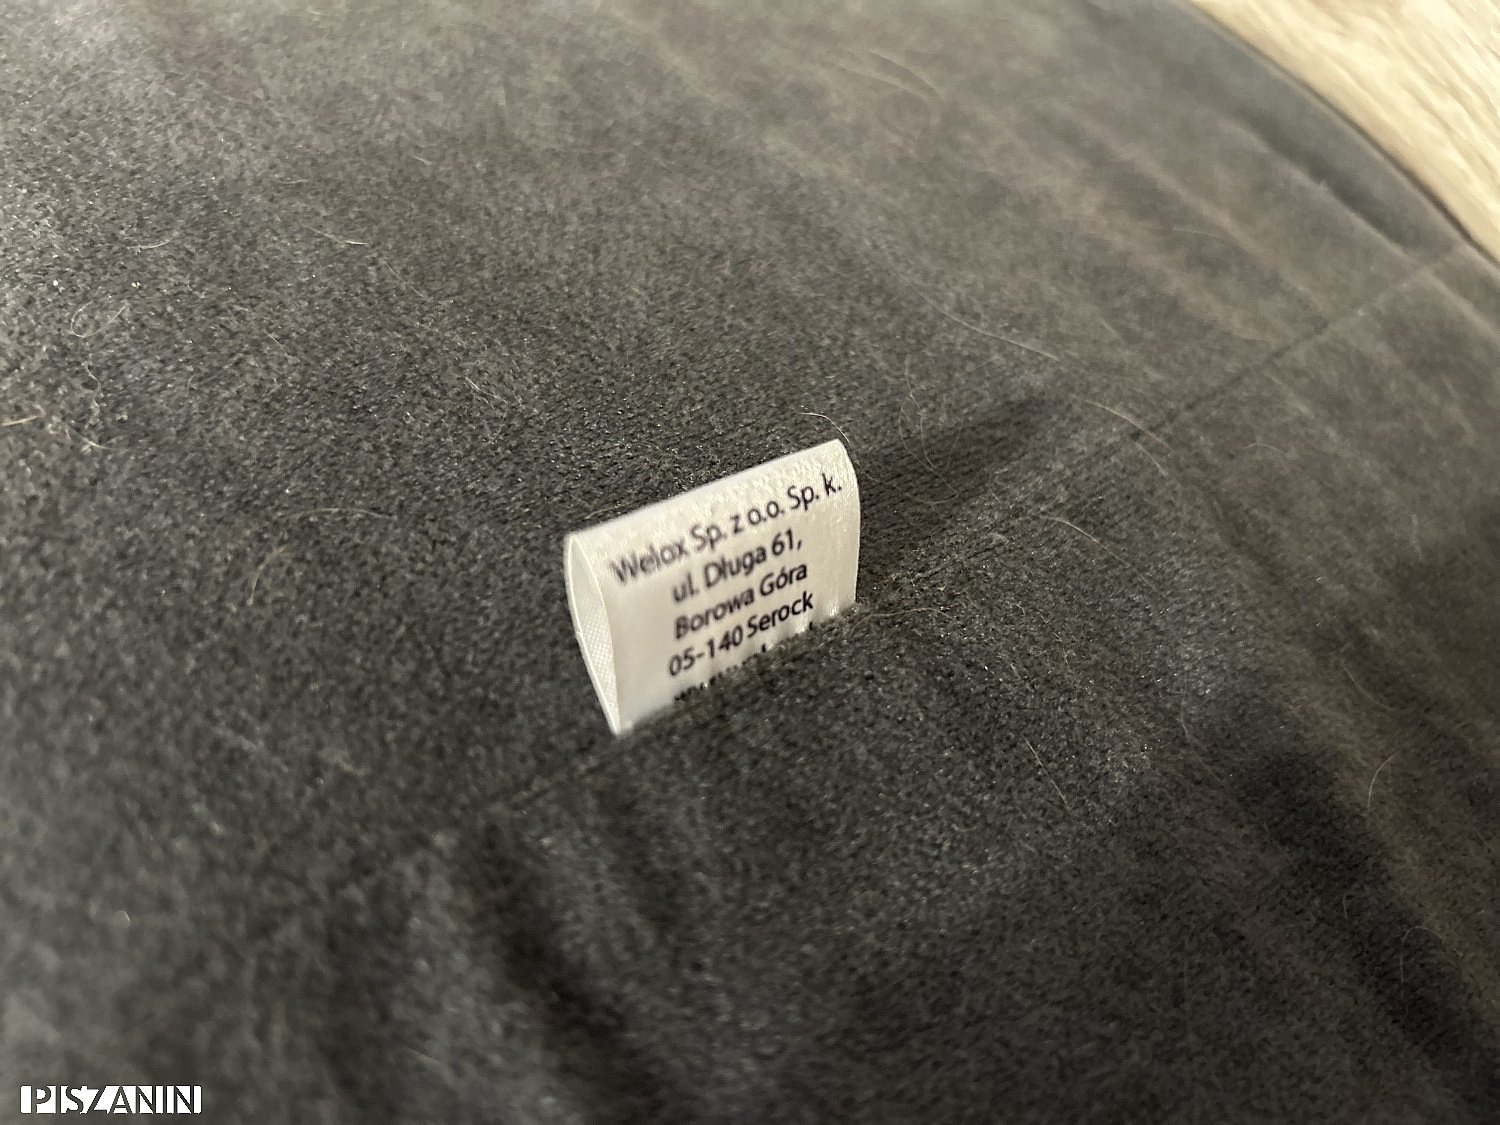 Welox Sp. z o.o. Sp. k.
ul. Długa 61,
Borowa Góra
05-140 Serock
PISZANIN